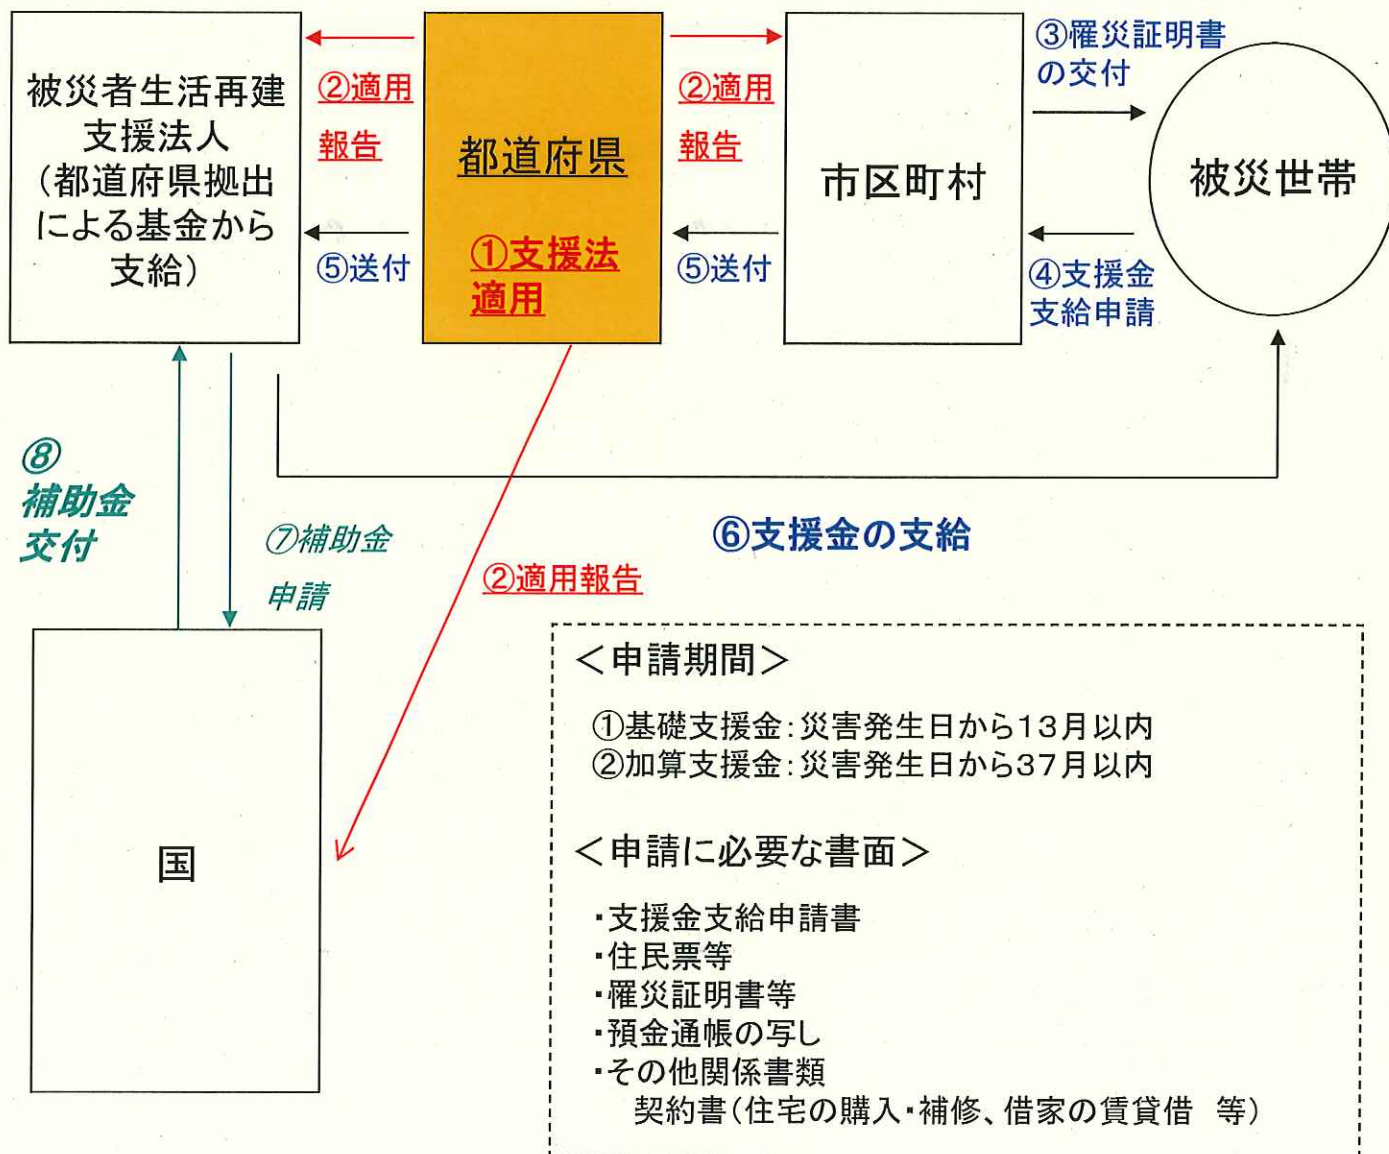 被災者生活再建
支援法人
（都道府県拠出
による基金から
支給）
②適用
報告
⑤送付
都道府県
①支援法
適用
②適用
報告
⑤送付
市区町村
③罹災証明書
の交付
④支援金
支給申請
被災世帯
⑧
補助金
交付
⑦補助金
申請
②適用報告
⑥支援金の支給
国
＜申請期間＞
①基礎支援金：災害発生日から13月以内
②加算支援金：災害発生日から37月以内
＜申請に必要な書面＞
・支援金支給申請書
・住民票等
・罹災証明書等
・預金通帳の写し
・その他関係書類
契約書（住宅の購入・補修、借家の賃貸借　等）